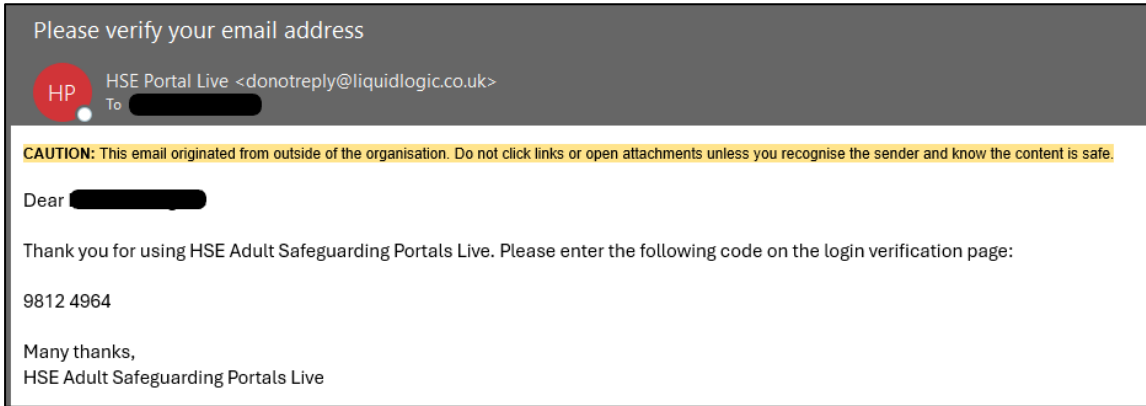 Please verify your email address
HP
HSE Portal Live <donotreply@liquidlogic.co.uk>
To
CAUTION: This email originated from outside of the organisation. Do not click links or open attachments unless you recognise the sender and know the content is safe.
Dear
Thank you for using HSE Adult Safeguarding Portals Live. Please enter the following code on the login verification page:
9812 4964
Many thanks,
HSE Adult Safeguarding Portals Live